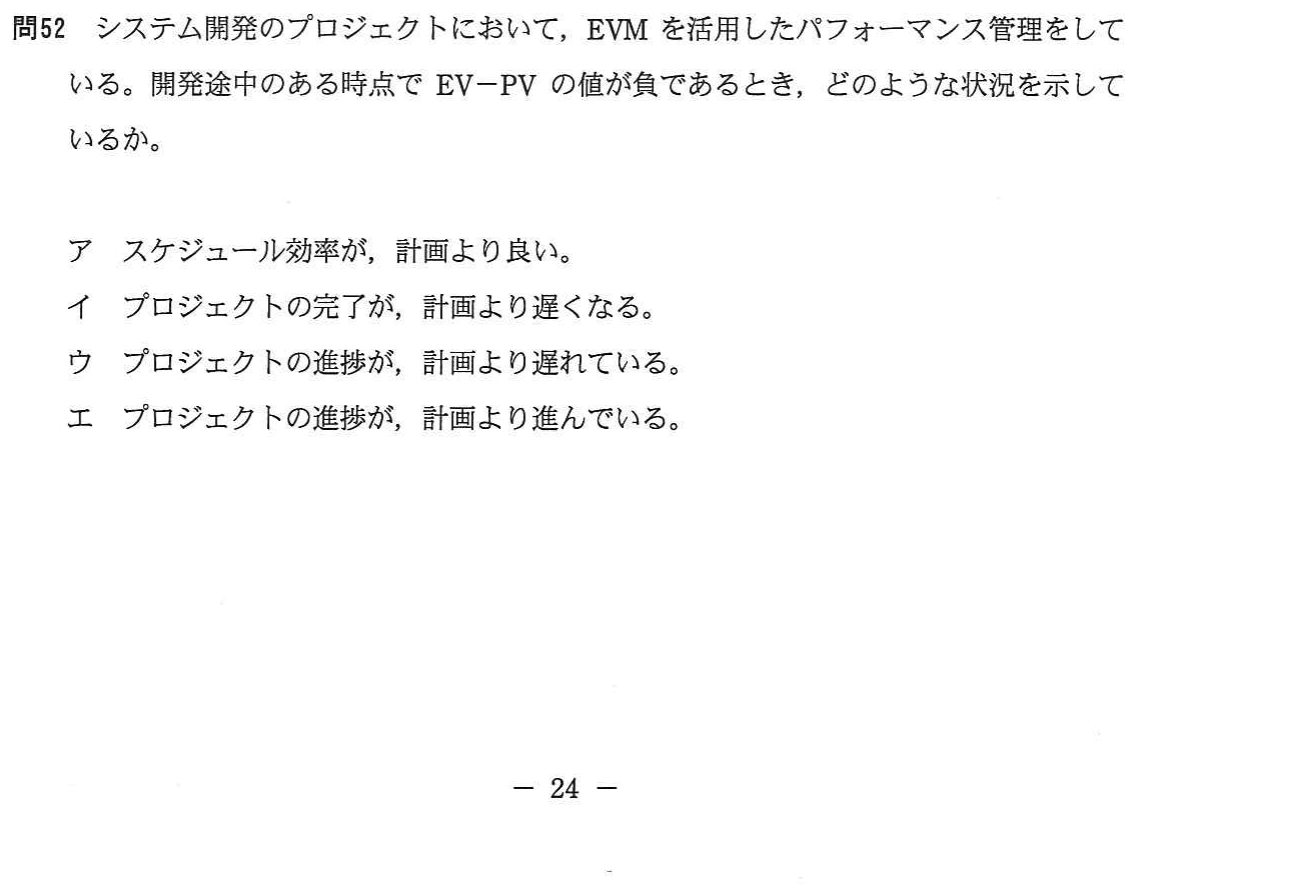 問52 システム開発のプロジェクトにおいて，EVM を活用したパフォーマンス管理をして
いる。開発途中のある時点で EV－PV の値が負であるとき，どのような状況を示して
いるか。
ア スケジュール効率が，計画より良い。
イ プロジェクトの完了が，計画より遅くなる。
ウ プロジェクトの進捗が，計画より遅れている。
エ プロジェクトの進捗が，計画より進んでいる。
－ 24 －